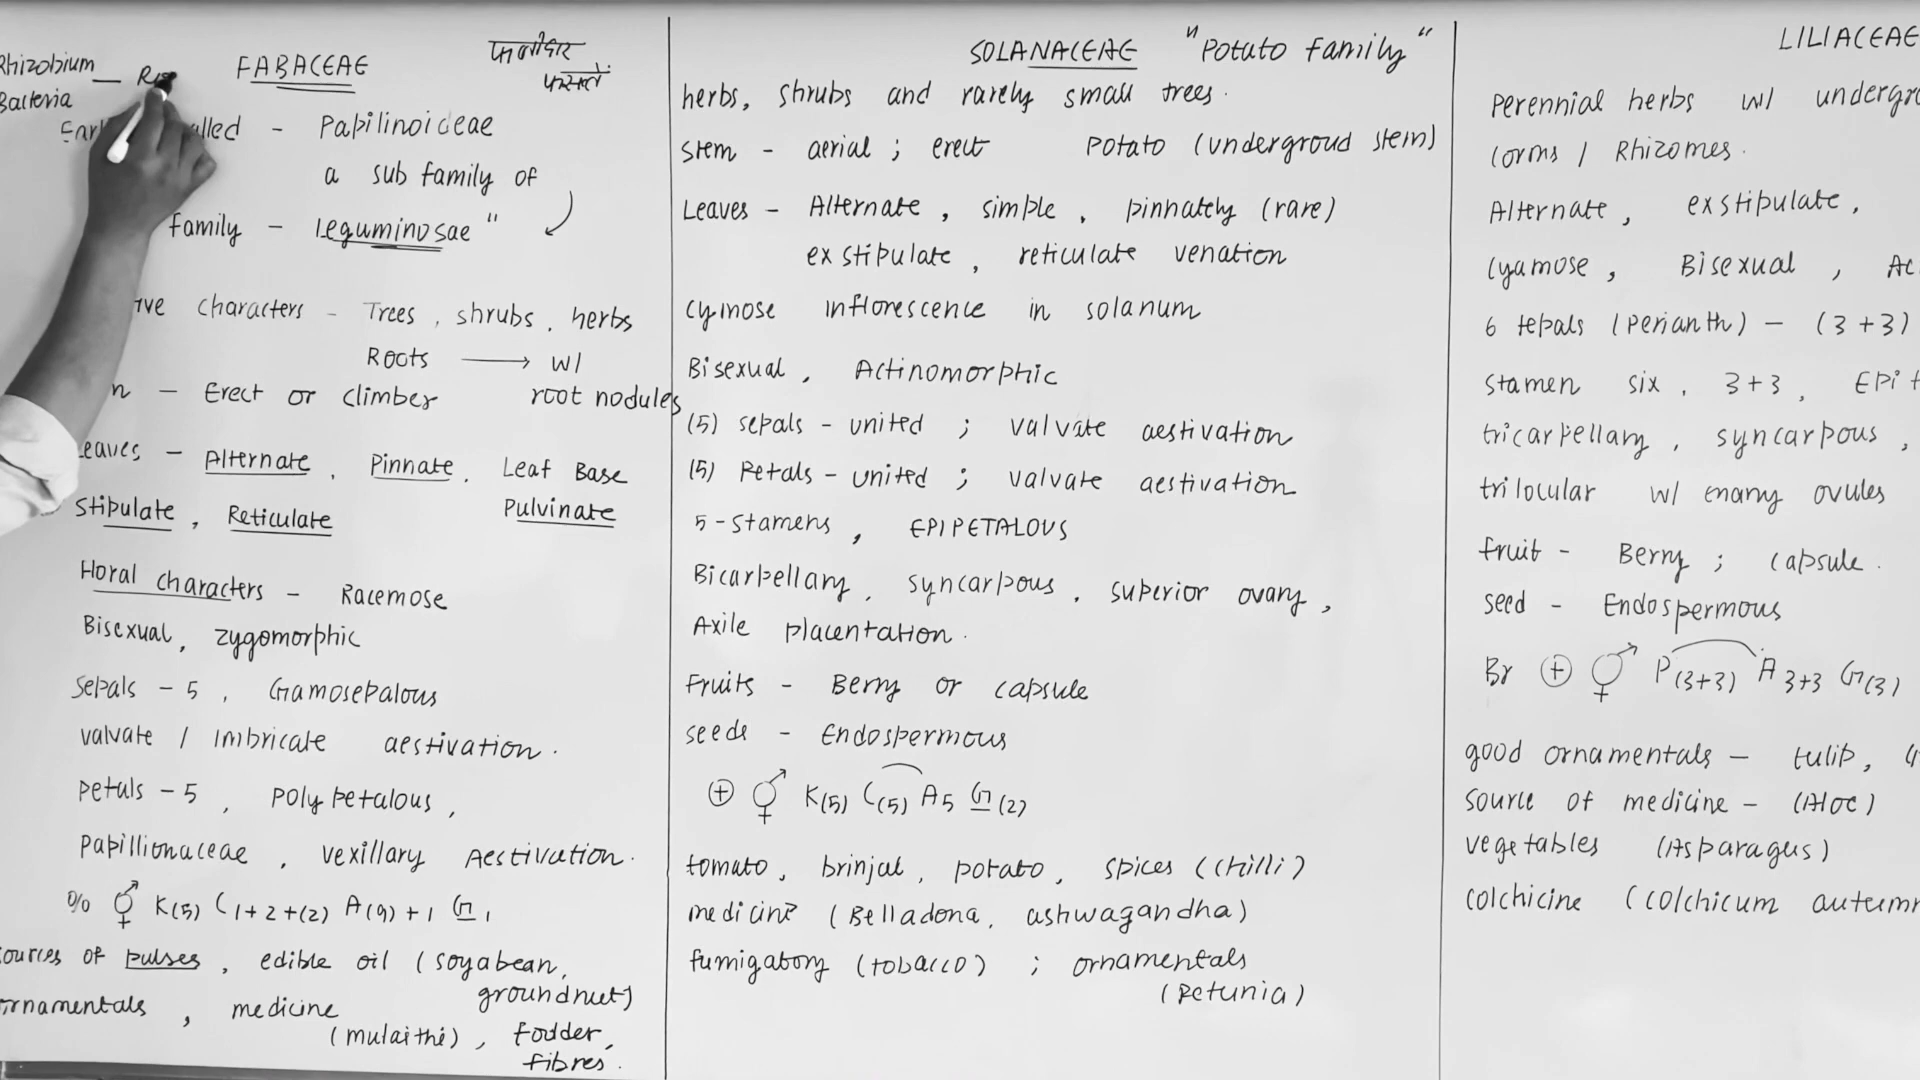 Rhizobium
Bacteria
FABACEAE
called - Papilinoideae
a sub family of
family - Leguminosae "
characters - Trees, shrubs, herbs
Roots ⟶ w/
root nodules
- Erect or climber
Leaves - Alternate, Pinnate, Leaf Base
Stipulate, Reticulate Pulvinate
Floral characters - Racemose
Bisexual, zygomorphic
Sepals - 5, Gamosepalous
valvate / imbricate aestivation.
petals - 5, Polypetalous,
Papillionaceae, vexillary Aestivation.
% ⚥ K(5) C1+2+(2) A(9)+1 G1
sources of pulses, edible oil (soyabean,
groundnut)
ornamentals, medicine
(mulaithi), fodder,
fibres.
SOLANACEAE "Potato Family"
herbs, shrubs and rarely small trees.
Stem - aerial ; erect Potato (undergroud stem)
Leaves - Alternate, simple, pinnately (rare)
exstipulate, reticulate venation
Cymose inflorescence in solanum
Bisexual, Actinomorphic
(5) sepals - united ; valvate aestivation
(5) Petals - united ; valvate aestivation
5 - stamens, EPIPETALOUS
Bicarpellary, syncarpous, superior ovary,
Axile placentation.
Fruits - Berry or capsule
seeds - Endospermous
⊕ ⚥ K(5) C(5) A5 G(2)
tomato, brinjal, potato, spices (chilli)
medicine (Belladona, ashwagandha)
fumigatory (tobacco) ; ornamentals
(Petunia)
LILIACEAE
Perennial herbs w/
Corms / Rhizomes.
Alternate, exstipulate,
Cyamose, Bisexual,
6 tepals (perianth) - (3+3)
stamen six, 3+3,
tricarpellary, syncarpous,
trilocular w/ many ovules
fruit - Berry ; capsule.
seed - Endospermous
Br ⊕ ⚥ P(3+3) A3+3 G(3)
good ornamentals - tulip,
source of medicine - (Aloe)
vegetables (Asparagus)
colchicine (colchicum